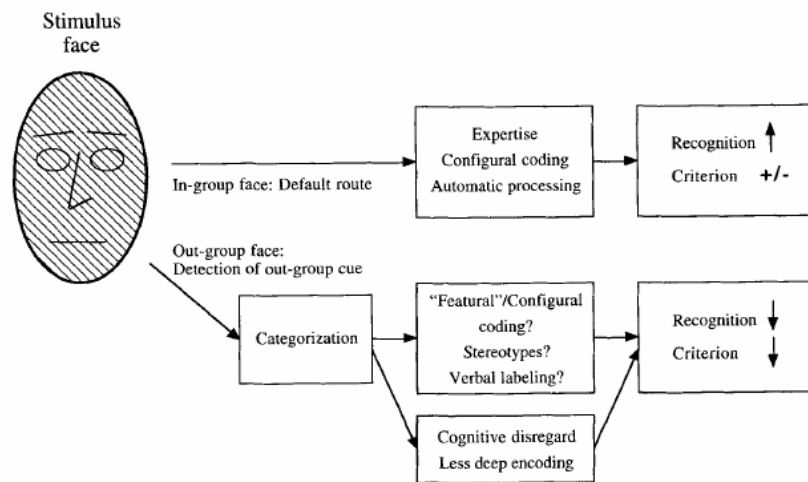 Stimulus
face
In-group face: Default route
Expertise
Configural coding
Automatic processing
Recognition ↑
Criterion +/-
Out-group face:
Detection of out-group cue
Categorization
“Featural”/Configural
coding?
Stereotypes?
Verbal labeling?
Recognition ↓
Criterion ↓
Cognitive disregard
Less deep encoding